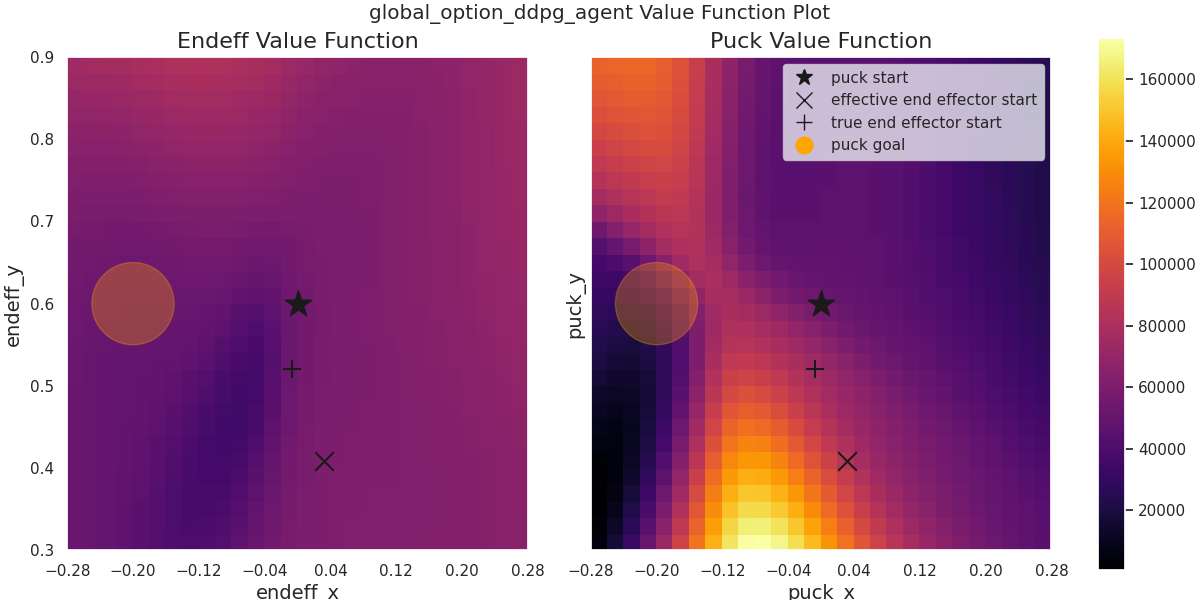 global_option_ddpg_agent Value Function Plot
Endeff Value Function
Puck Value Function
0.9
0.8
0.7
0.6
0.5
0.4
0.3
endeff_y
−0.28 −0.20 −0.12 −0.04 0.04 0.12 0.20 0.28
endeff_x
puck_y
puck start
effective end effector start
true end effector start
puck goal
−0.28 −0.20 −0.12 −0.04 0.04 0.12 0.20 0.28
puck_x
160000
140000
120000
100000
80000
60000
40000
20000